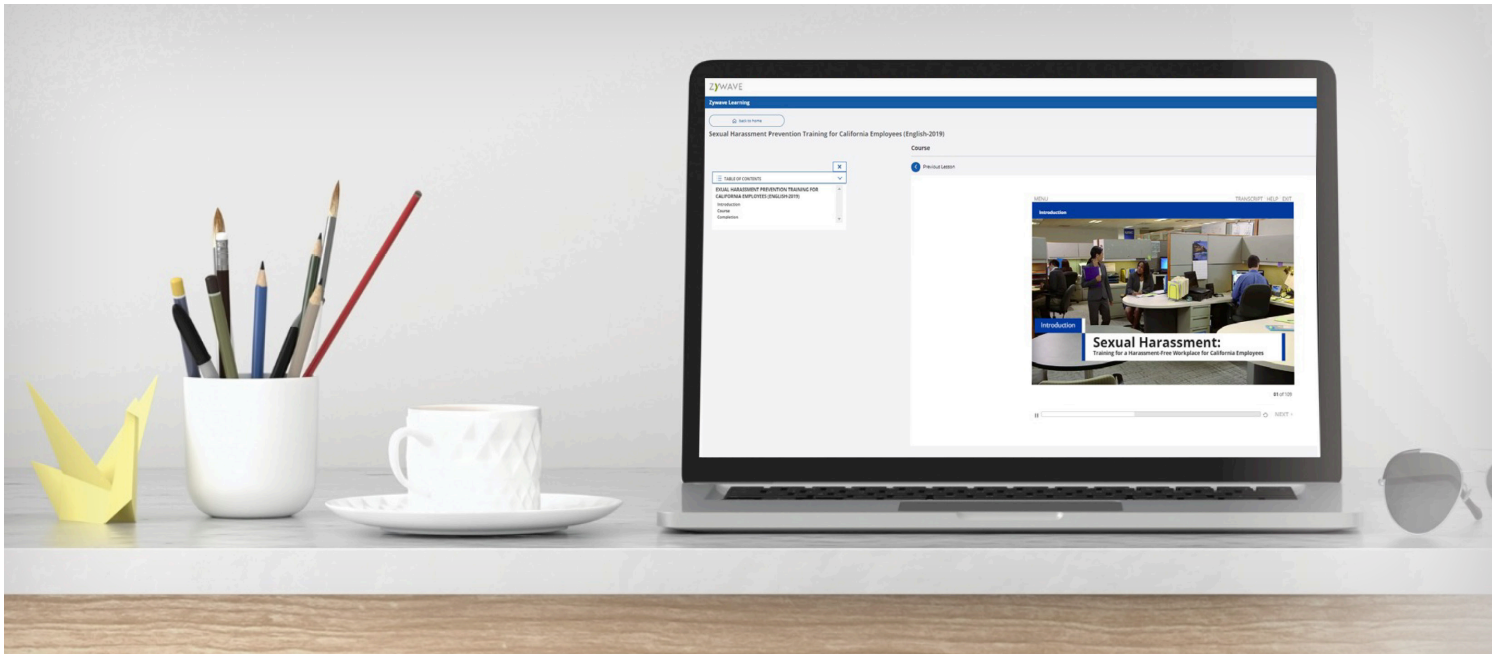 ZYWAVE
Zywave Learning
Back to Home
Sexual Harassment Prevention Training for California Employees (English-2019)
Course
Previous Lesson
TABLE OF CONTENTS
EXUAL HARASSMENT PREVENTION TRAINING FOR
CALIFORNIA EMPLOYEES (ENGLISH-2019)
Introduction
Course
Completion
MENU
TRANSCRIPT HELP EXIT
Introduction
Introduction
Sexual Harassment:
Training for a Harassment-Free Workplace for California Employees
01 of 109
NEXT >